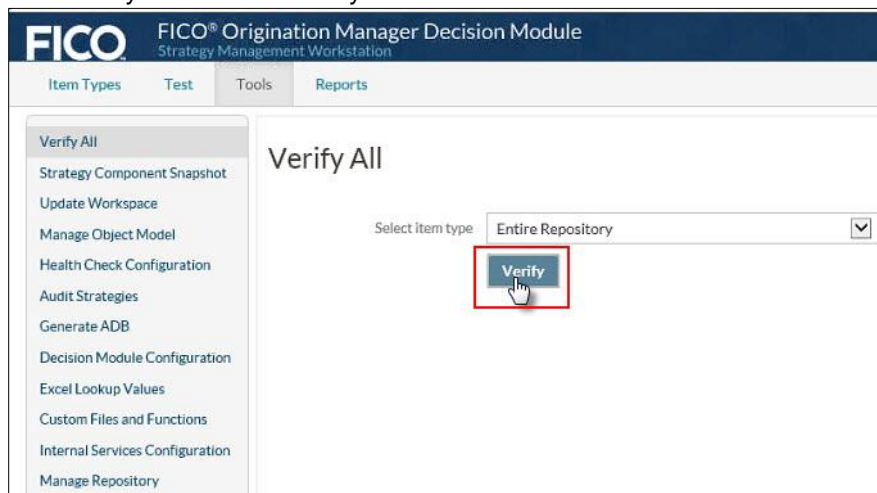 FICO
FICO® Origination Manager Decision Module
Strategy Management Workstation
Item Types Test Tools Reports
Verify All
Strategy Component Snapshot
Update Workspace
Manage Object Model
Health Check Configuration
Audit Strategies
Generate ADB
Decision Module Configuration
Excel Lookup Values
Custom Files and Functions
Internal Services Configuration
Manage Repository
Verify All
Select item type Entire Repository
Verify